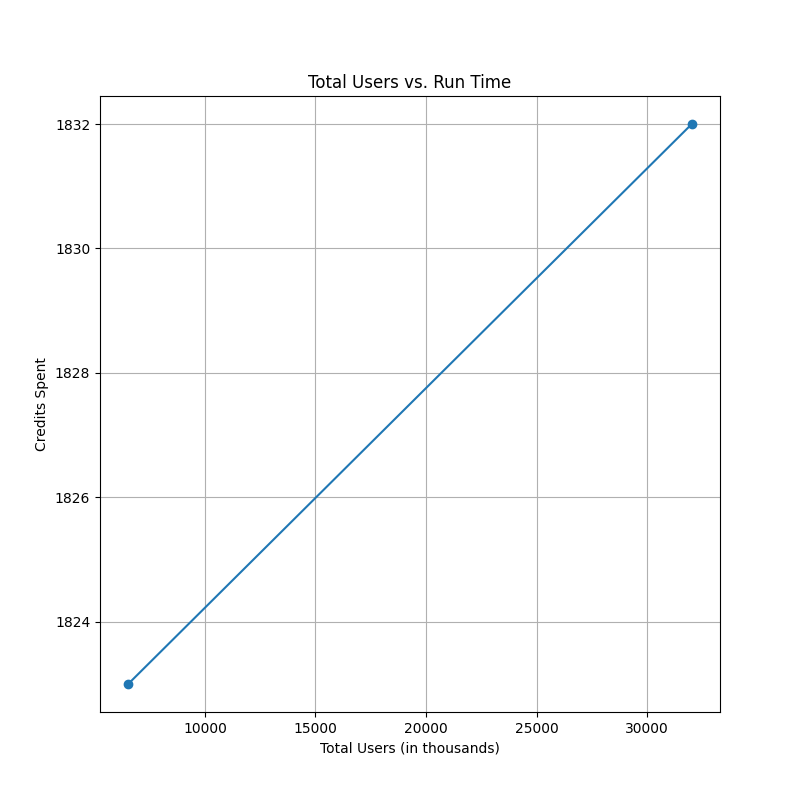 Total Users vs. Run Time
1832
1830
1828
1826
1824
Credits Spent
10000 15000 20000 25000 30000
Total Users (in thousands)